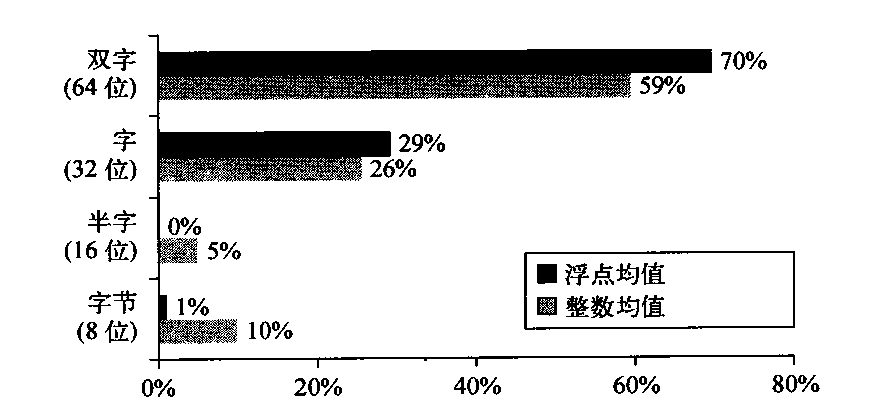 双字
(64 位)
70%
59%
字
(32 位)
29%
26%
半字
(16 位)
0%
5%
字节
(8 位)
1%
10%
浮点均值
整数均值
0%
20%
40%
60%
80%